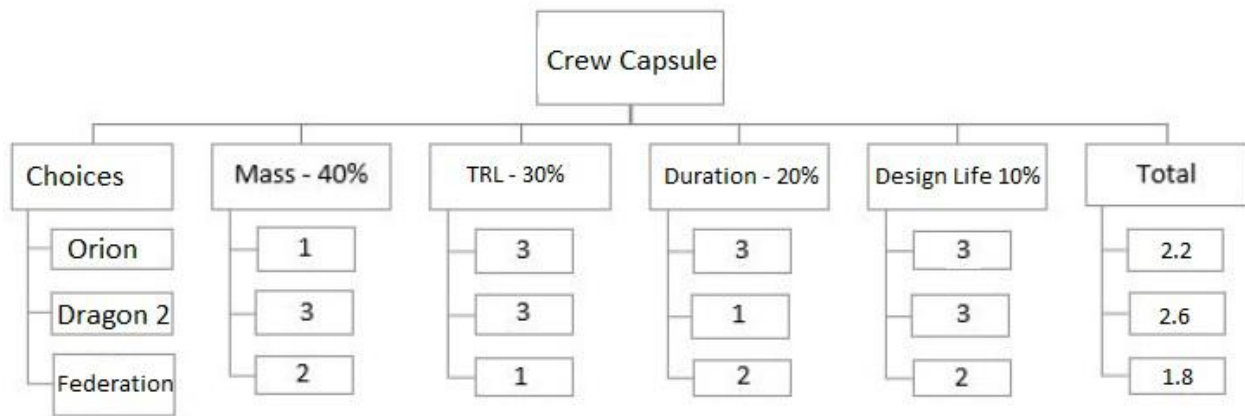 Crew Capsule
Choices
Mass - 40%
TRL - 30%
Duration - 20%
Design Life 10%
Total
Orion
1
3
3
3
2.2
Dragon 2
3
3
1
3
2.6
Federation
2
1
2
2
1.8